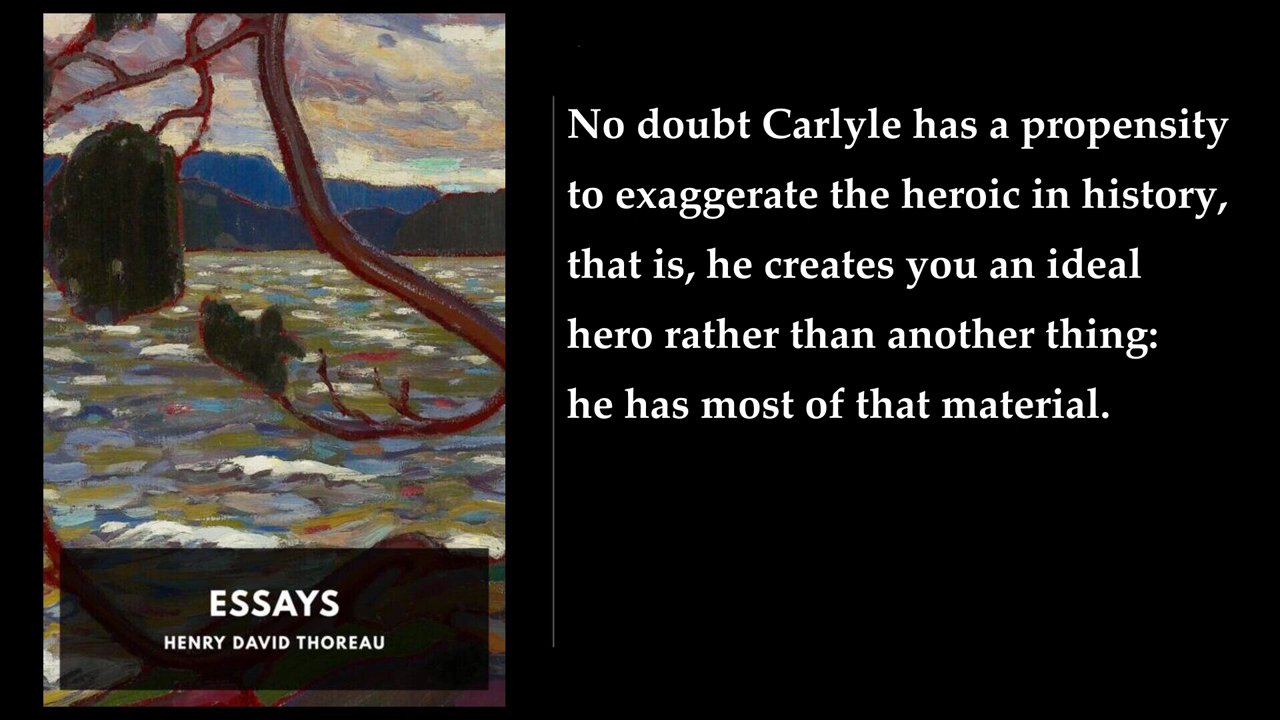 No doubt Carlyle has a propensity
to exaggerate the heroic in history,
that is, he creates you an ideal
hero rather than another thing:
he has most of that material.
ESSAYS
HENRY DAVID THOREAU